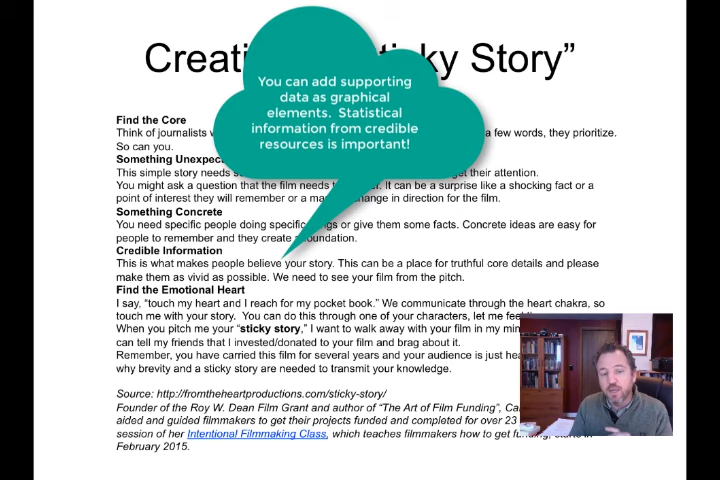 Creati ticky Story”
You can add supporting
data as graphical
elements. Statistical
information from credible
resources is important!
Find the Core
Think of journalists w a few words, they prioritize.
So can you.
Something Unexpec
This simple story needs s get their attention.
You might ask a question that the film needs t It can be a surprise like a shocking fact or a
point of interest they will remember or a ma hange in direction for the film.
Something Concrete
You need specific people doing specific ngs or give them some facts. Concrete ideas are easy for
people to remember and they create a foundation.
Credible Information
This is what makes people believe your story. This can be a place for truthful core details and please
make them as vivid as possible. We need to see your film from the pitch.
Find the Emotional Heart
I say, “touch my heart and I reach for my pocket book.” We communicate through the heart chakra, so
touch me with your story. You can do this through one of your characters, let me feel
When you pitch me your “sticky story,” I want to walk away with your film in my min
can tell my friends that I invested/donated to your film and brag about it.
Remember, you have carried this film for several years and your audience is just hea
why brevity and a sticky story are needed to transmit your knowledge.
Source: http://fromtheheartproductions.com/sticky-story/
Founder of the Roy W. Dean Film Grant and author of “The Art of Film Funding”, Ca
aided and guided filmmakers to get their projects funded and completed for over 23
session of her Intentional Filmmaking Class, which teaches filmmakers how to get funding, starts in
February 2015.